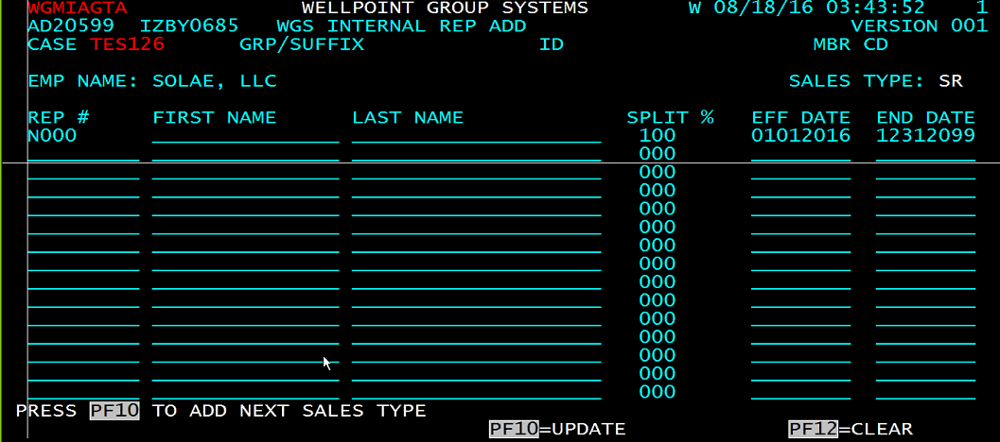 WGMIAGTA WELLPOINT GROUP SYSTEMS W 08/18/16 03:43:52 1
AD20599 IZBY0685 WGS INTERNAL REP ADD VERSION 001
CASE TES126 GRP/SUFFIX ID MBR CD
EMP NAME: SOLAE, LLC SALES TYPE: SR
REP # FIRST NAME LAST NAME SPLIT % EFF DATE END DATE
N000 100 01012016 12312099
000
000
000
000
000
000
000
000
000
000
000
000
000
000
PRESS PF10 TO ADD NEXT SALES TYPE
PF10=UPDATE PF12=CLEAR